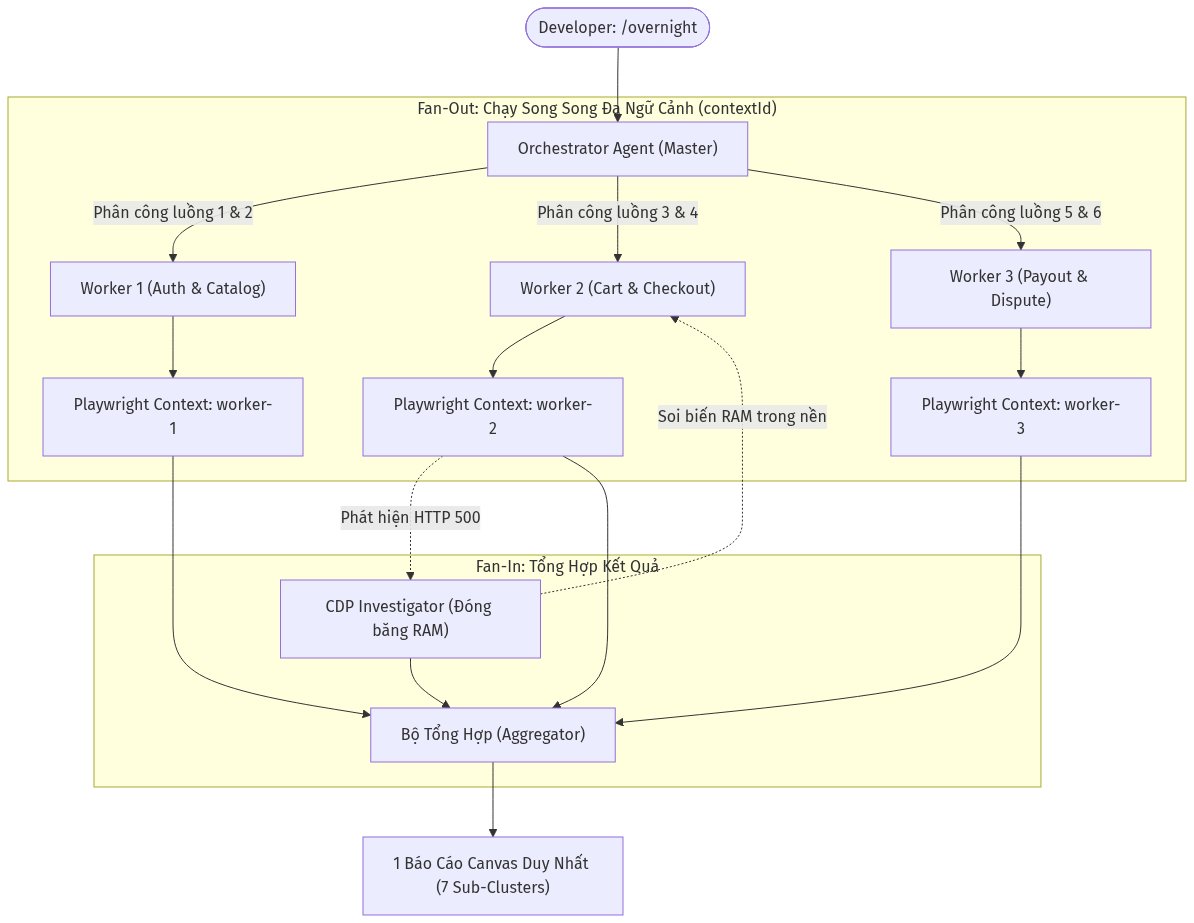 Developer: /overnight
Fan-Out: Chạy Song Song Đa Ngữ Cảnh (contextId)
Orchestrator Agent (Master)
Phân công luồng 1 & 2
Phân công luồng 3 & 4
Phân công luồng 5 & 6
Worker 1 (Auth & Catalog)
Worker 2 (Cart & Checkout)
Worker 3 (Payout &
Dispute)
Playwright Context: worker-
1
Playwright Context: worker-
2
Playwright Context: worker-
3
Soi biến RAM trong nền
Phát hiện HTTP 500
Fan-In: Tổng Hợp Kết Quả
CDP Investigator (Đóng
băng RAM)
Bộ Tổng Hợp (Aggregator)
1 Báo Cáo Canvas Duy Nhất
(7 Sub-Clusters)